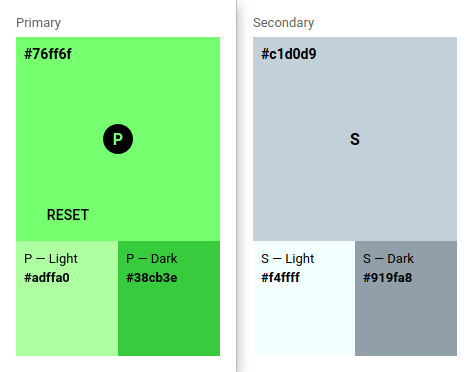 Primary
#76ff6f
P
RESET
P — Light
#adffa0
P — Dark
#38cb3e
Secondary
#c1d0d9
S
S — Light
#f4ffff
S — Dark
#919fa8